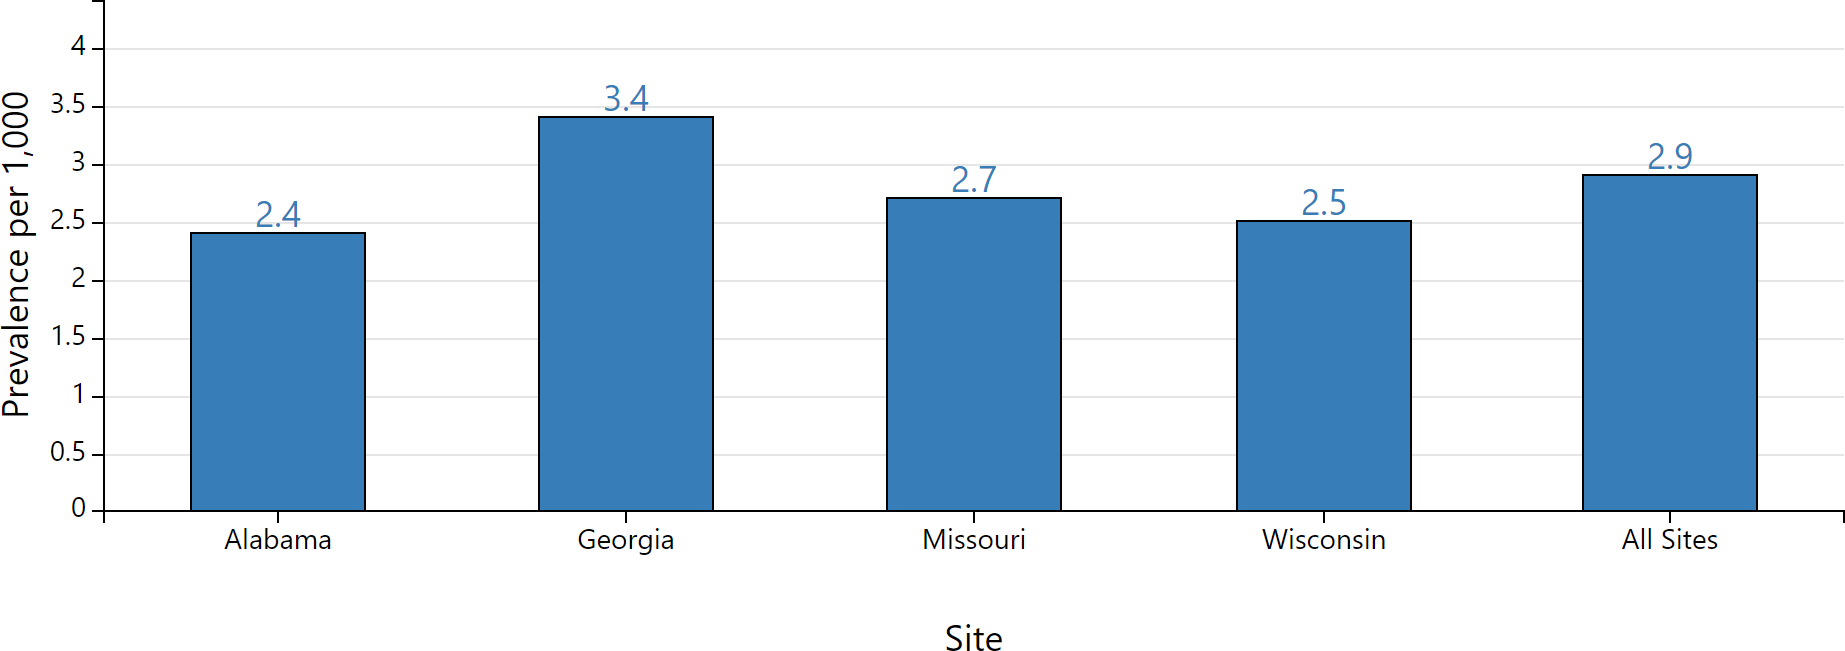 Prevalence per 1,000
4
3.5
3
2.5
2
1.5
1
0.5
0
2.4
3.4
2.7
2.5
2.9
Alabama
Georgia
Missouri
Wisconsin
All Sites
Site